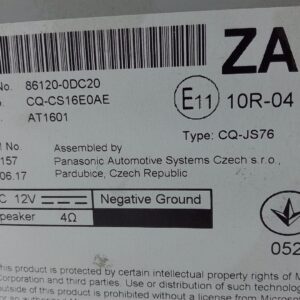 ZA
No. 86120-0DC20
CQ-CS16E0AE
AT1601
E11 10R-04
Type: CQ-JS76
157
06.17
Assembled by
Panasonic Automotive Systems Czech s.r.o.,
Pardubice, Czech Republic
C 12V Negative Ground
peaker 4Ω
052
this product is protected by certain intellectual property rights of M
Corporation and third parties. Use or distribution of such technology
of this product is prohibited without a license from Micros